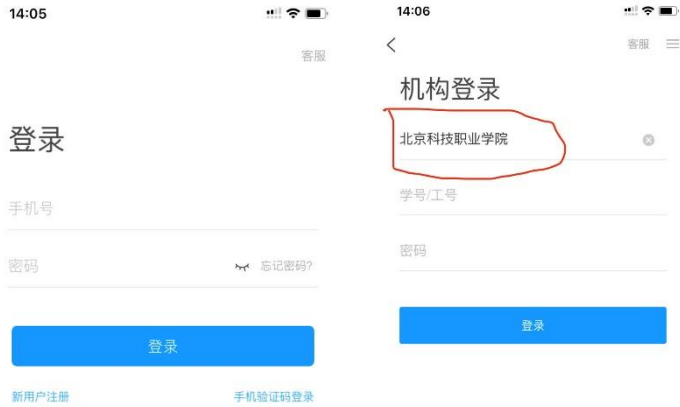 14:05
客服
登录
手机号
密码
忘记密码?
登录
新用户注册
手机验证码登录
14:06
客服
机构登录
北京科技职业学院
学号/工号
密码
登录